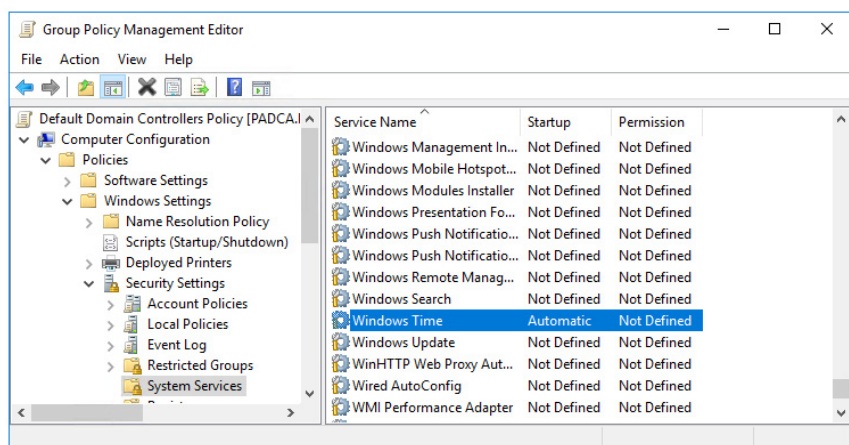 Group Policy Management Editor
File Action View Help
Default Domain Controllers Policy [PADCA.
Computer Configuration
Policies
Software Settings
Windows Settings
Name Resolution Policy
Scripts (Startup/Shutdown)
Deployed Printers
Security Settings
Account Policies
Local Policies
Event Log
Restricted Groups
System Services
Service Name Startup Permission
Windows Management In... Not Defined Not Defined
Windows Mobile Hotspot... Not Defined Not Defined
Windows Modules Installer Not Defined Not Defined
Windows Presentation Fo... Not Defined Not Defined
Windows Push Notificatio... Not Defined Not Defined
Windows Push Notificatio... Not Defined Not Defined
Windows Remote Manag... Not Defined Not Defined
Windows Search Not Defined Not Defined
Windows Time Automatic Not Defined
Windows Update Not Defined Not Defined
WinHTTP Web Proxy Aut... Not Defined Not Defined
Wired AutoConfig Not Defined Not Defined
WMI Performance Adapter Not Defined Not Defined